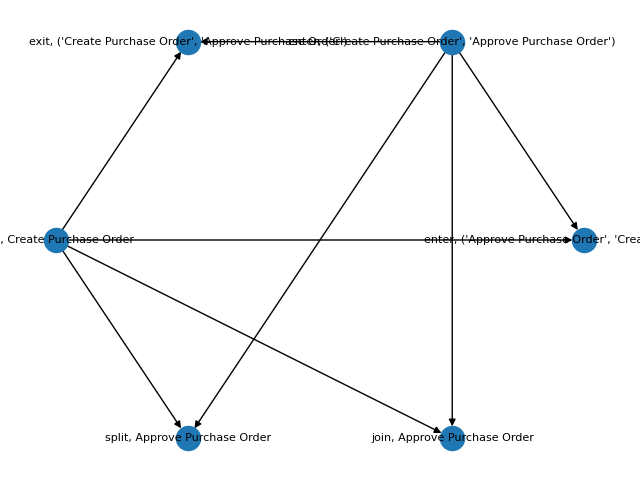 exit, ('Create Purchase Order', 'Approve Purchase Order')
enter, ('Create Purchase Order', 'Approve Purchase Order')
, Create Purchase Order
enter, ('Approve Purchase Order', 'Crea
split, Approve Purchase Order
join, Approve Purchase Order